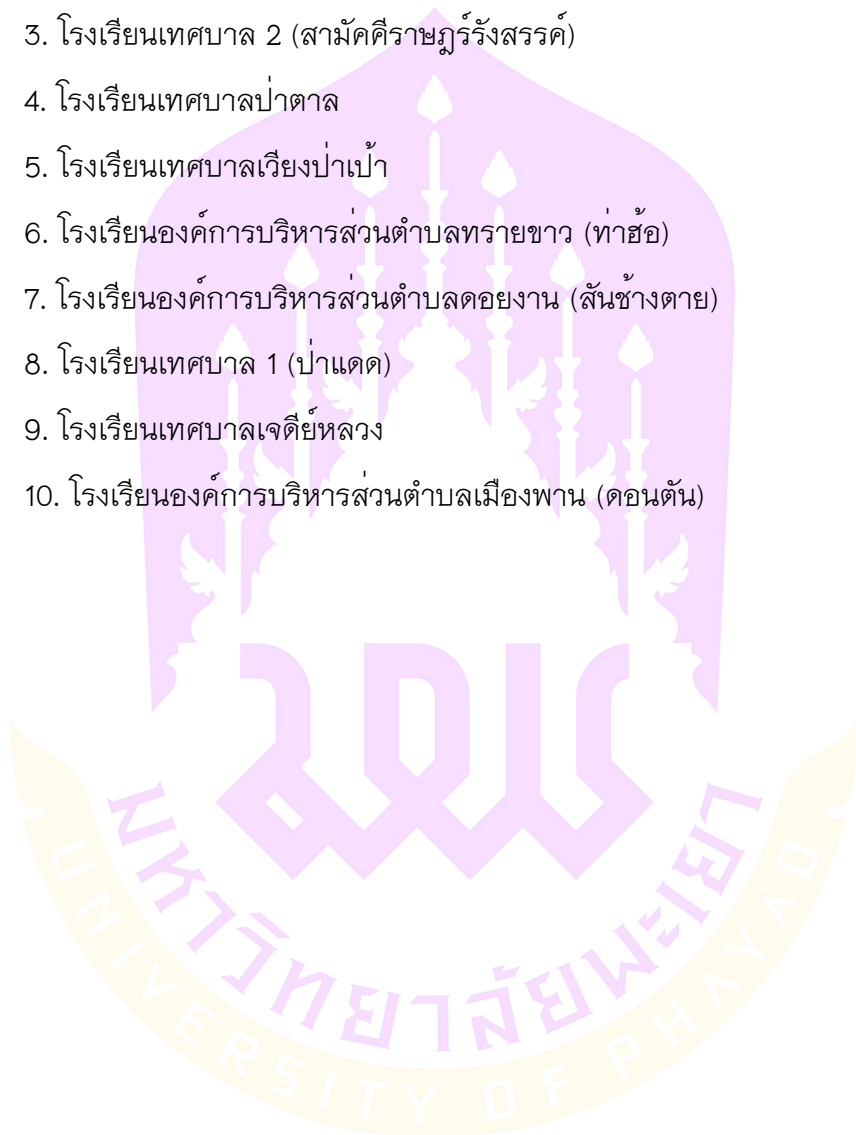 3. โรงเรียนเทศบาล 2 (สามัคคีราษฎร์รังสรรค์)
4. โรงเรียนเทศบาลป่าตาล
5. โรงเรียนเทศบาลเวียงป่าเป้า
6. โรงเรียนองค์การบริหารส่วนตำบลทรายขาว (ท่าฮ้อ)
7. โรงเรียนองค์การบริหารส่วนตำบลดอยงาน (สันช้างตาย)
8. โรงเรียนเทศบาล 1 (ป่าแดด)
9. โรงเรียนเทศบาลเจดีย์หลวง
10. โรงเรียนองค์การบริหารส่วนตำบลเมืองพาน (ดอนตัน)
มพ
มหาวิทยาลัยพะเยา
UNIVERSITY OF PHAYAO